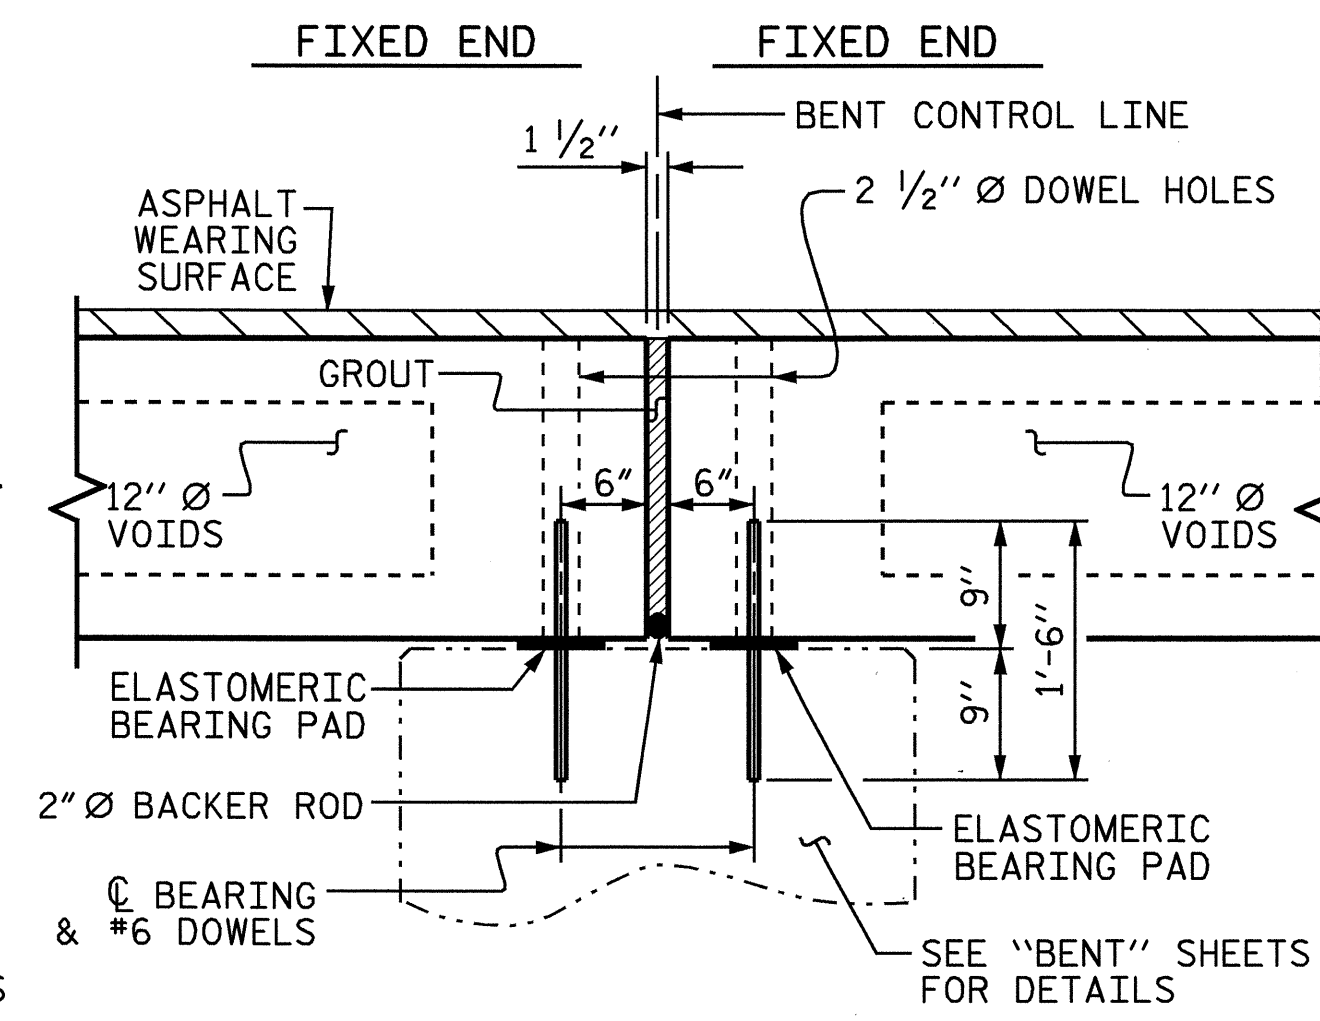 FIXED END
FIXED END
BENT CONTROL LINE
1 1/2"
2 1/2" Ø DOWEL HOLES
ASPHALT
WEARING
SURFACE
GROUT
6"
6"
12" Ø
VOIDS
12" Ø
VOIDS
9"
1'-6"
9"
ELASTOMERIC
BEARING PAD
2" Ø BACKER ROD
ELASTOMERIC
BEARING PAD
℄ BEARING
& #6 DOWELS
SEE "BENT" SHEETS
FOR DETAILS
S